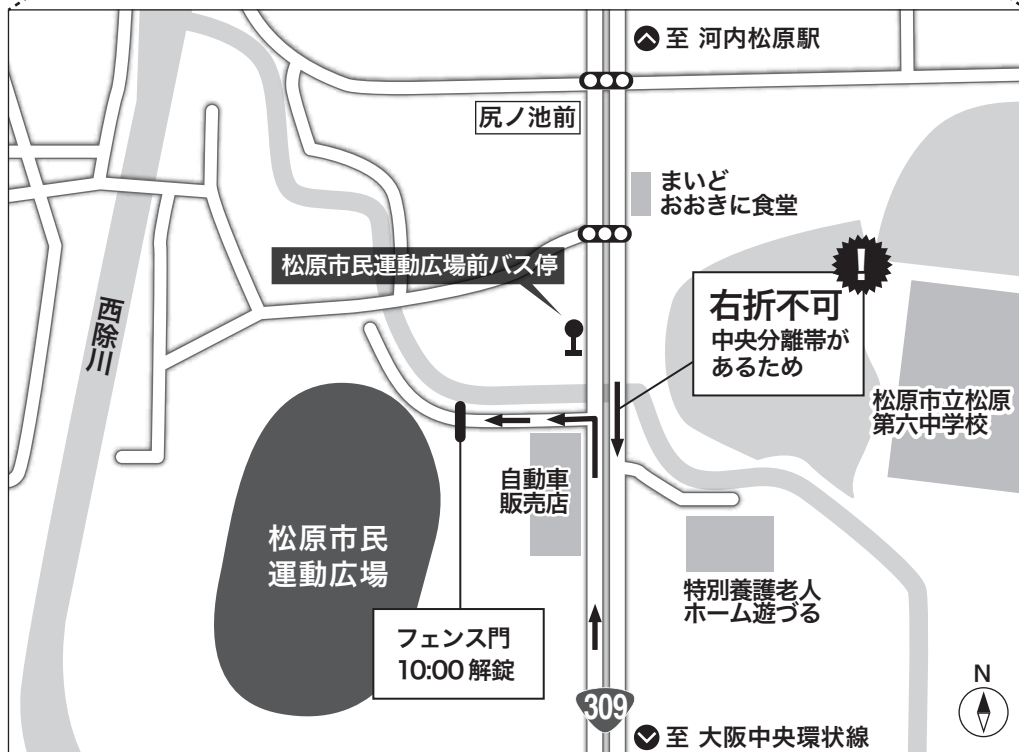 至 河内松原駅
尻ノ池前
まいど
おおきに食堂
松原市民運動広場前バス停
!
右折不可
中央分離帯が
あるため
西除川
松原市立松原
第六中学校
自動車
販売店
松原市民
運動広場
特別養護老人
ホーム遊づる
フェンス門
10:00 解錠
N
309
至 大阪中央環状線